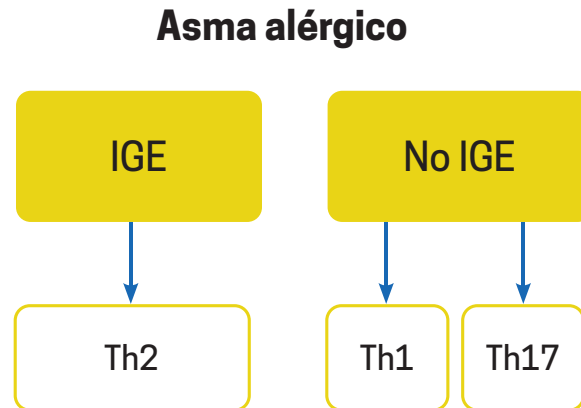 Asma alérgico
IGE
No IGE
Th2
Th1
Th17